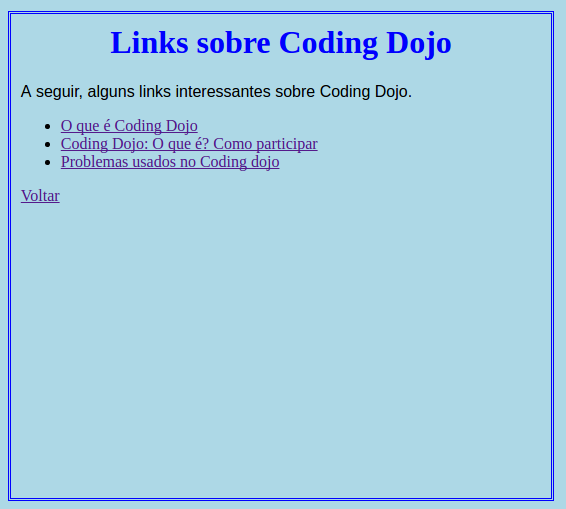 Links sobre Coding Dojo
A seguir, alguns links interessantes sobre Coding Dojo.
O que é Coding Dojo
Coding Dojo: O que é? Como participar
Problemas usados no Coding dojo
Voltar